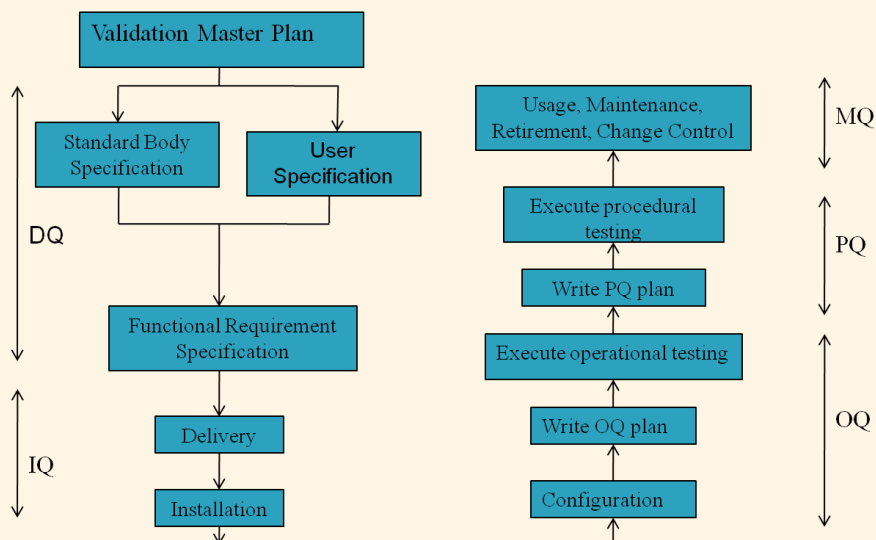 Validation Master Plan
Standard Body
Specification
User
Specification
DQ
Functional Requirement
Specification
Delivery
IQ
Installation
Usage, Maintenance,
Retirement, Change Control
MQ
Execute procedural
testing
PQ
Write PQ plan
Execute operational testing
Write OQ plan
OQ
Configuration